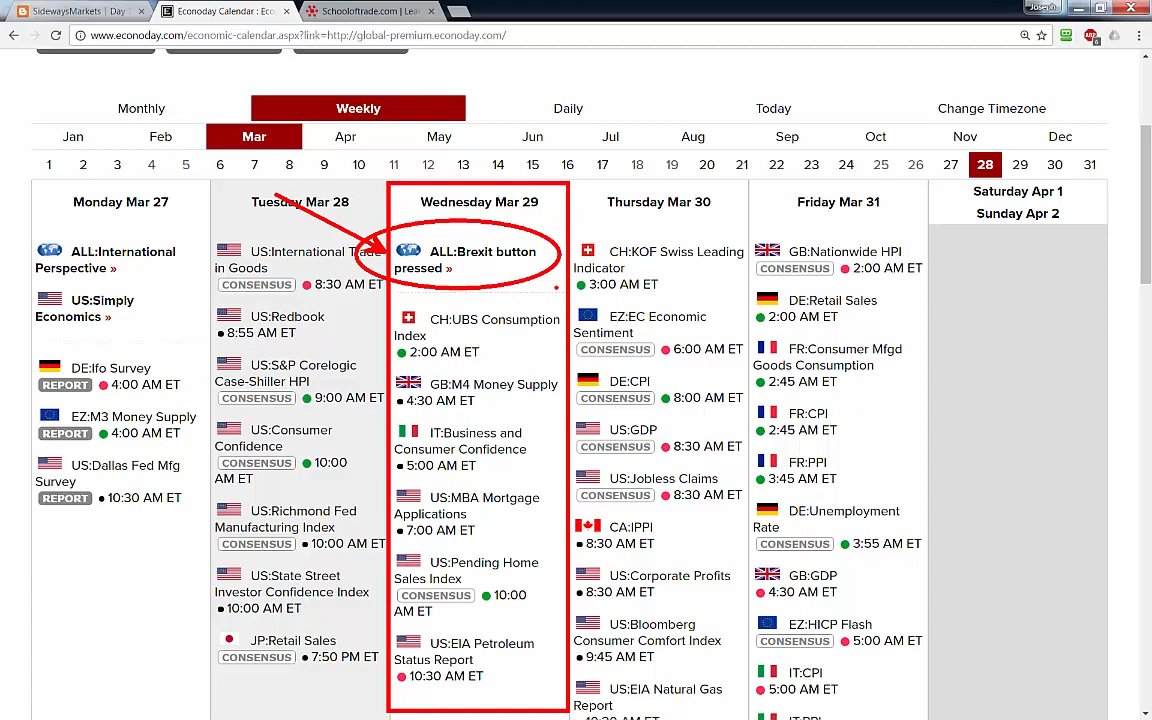 SidewaysMarkets | Day T
Econoday Calendar : Eco
Schooloftrade.com | Lea
Joseph
www.econoday.com/economic-calendar.aspx?link=http://global-premium.econoday.com/
Monthly Weekly Daily Today Change Timezone
Jan Feb Mar Apr May Jun Jul Aug Sep Oct Nov Dec
1 2 3 4 5 6 7 8 9 10 11 12 13 14 15 16 17 18 19 20 21 22 23 24 25 26 27 28 29 30 31
Monday Mar 27
ALL:International
Perspective »
US:Simply
Economics »
DE:Ifo Survey
REPORT 4:00 AM ET
EZ:M3 Money Supply
REPORT 4:00 AM ET
US:Dallas Fed Mfg
Survey
REPORT 10:30 AM ET
Tuesday Mar 28
US:International Trade
in Goods
CONSENSUS 8:30 AM ET
US:Redbook
8:55 AM ET
US:S&P Corelogic
Case-Shiller HPI
CONSENSUS 9:00 AM ET
US:Consumer
Confidence
CONSENSUS 10:00
AM ET
US:Richmond Fed
Manufacturing Index
CONSENSUS 10:00 AM ET
US:State Street
Investor Confidence Index
10:00 AM ET
JP:Retail Sales
CONSENSUS 7:50 PM ET
Wednesday Mar 29
ALL:Brexit button
pressed »
CH:UBS Consumption
Index
2:00 AM ET
GB:M4 Money Supply
4:30 AM ET
IT:Business and
Consumer Confidence
5:00 AM ET
US:MBA Mortgage
Applications
7:00 AM ET
US:Pending Home
Sales Index
CONSENSUS 10:00
AM ET
US:EIA Petroleum
Status Report
10:30 AM ET
Thursday Mar 30
CH:KOF Swiss Leading
Indicator
3:00 AM ET
EZ:EC Economic
Sentiment
CONSENSUS 6:00 AM ET
DE:CPI
CONSENSUS 8:00 AM ET
US:GDP
CONSENSUS 8:30 AM ET
US:Jobless Claims
CONSENSUS 8:30 AM ET
CA:IPPI
8:30 AM ET
US:Corporate Profits
8:30 AM ET
US:Bloomberg
Consumer Comfort Index
9:45 AM ET
US:EIA Natural Gas
Report
10:30 AM ET
Friday Mar 31
GB:Nationwide HPI
CONSENSUS 2:00 AM ET
DE:Retail Sales
2:00 AM ET
FR:Consumer Mfgd
Goods Consumption
2:45 AM ET
FR:CPI
2:45 AM ET
FR:PPI
3:45 AM ET
DE:Unemployment
Rate
CONSENSUS 3:55 AM ET
GB:GDP
4:30 AM ET
EZ:HICP Flash
CONSENSUS 5:00 AM ET
IT:CPI
5:00 AM ET
IT:PPI
Saturday Apr 1
Sunday Apr 2